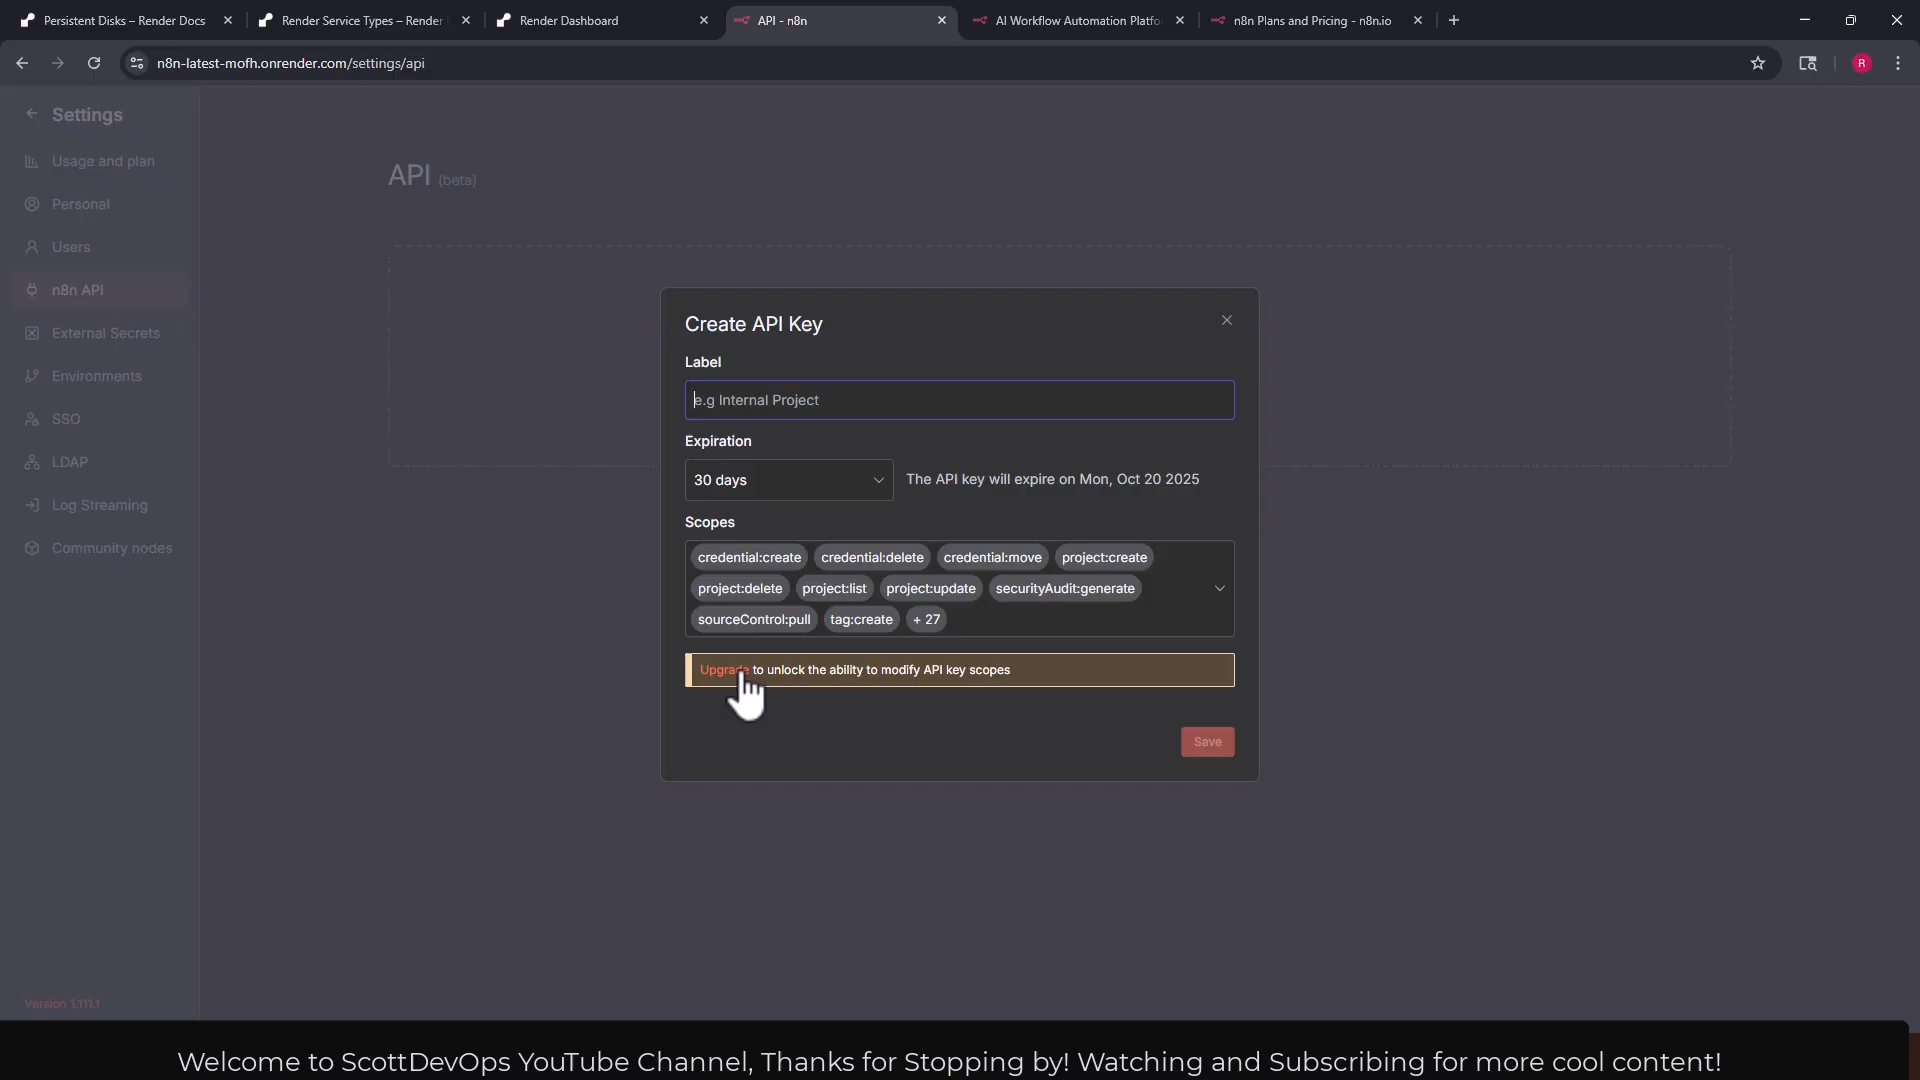 Persistent Disks – Render Docs
Render Service Types – Render
Render Dashboard
API - n8n
AI Workflow Automation Platfo
n8n Plans and Pricing - n8n.io
n8n-latest-mofh.onrender.com/settings/api
R
Settings
Usage and plan
Personal
Users
n8n API
External Secrets
Environments
SSO
LDAP
Log Streaming
Community nodes
Version 1.111.1
API (beta)
Create API Key
Label
e.g Internal Project
Expiration
30 days
The API key will expire on Mon, Oct 20 2025
Scopes
credential:create credential:delete credential:move project:create
project:delete project:list project:update securityAudit:generate
sourceControl:pull tag:create + 27
Upgrade to unlock the ability to modify API key scopes
Save
Welcome to ScottDevOps YouTube Channel, Thanks for Stopping by! Watching and Subscribing for more cool content!